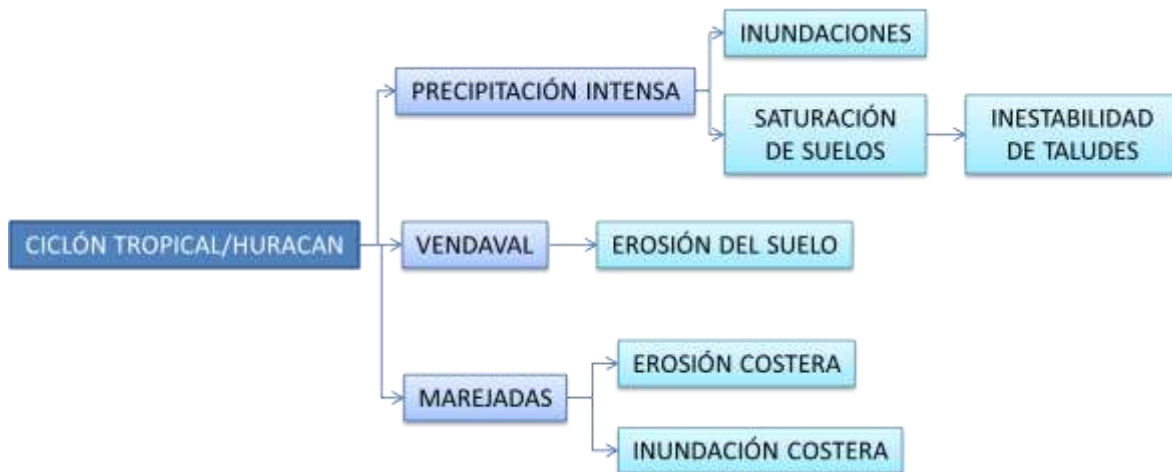 INUNDACIONES
PRECIPITACIÓN INTENSA
SATURACIÓN
DE SUELOS
INESTABILIDAD
DE TALUDES
CICLÓN TROPICAL/HURACAN
VENDAVAL
EROSIÓN DEL SUELO
EROSIÓN COSTERA
MAREJADAS
INUNDACIÓN COSTERA